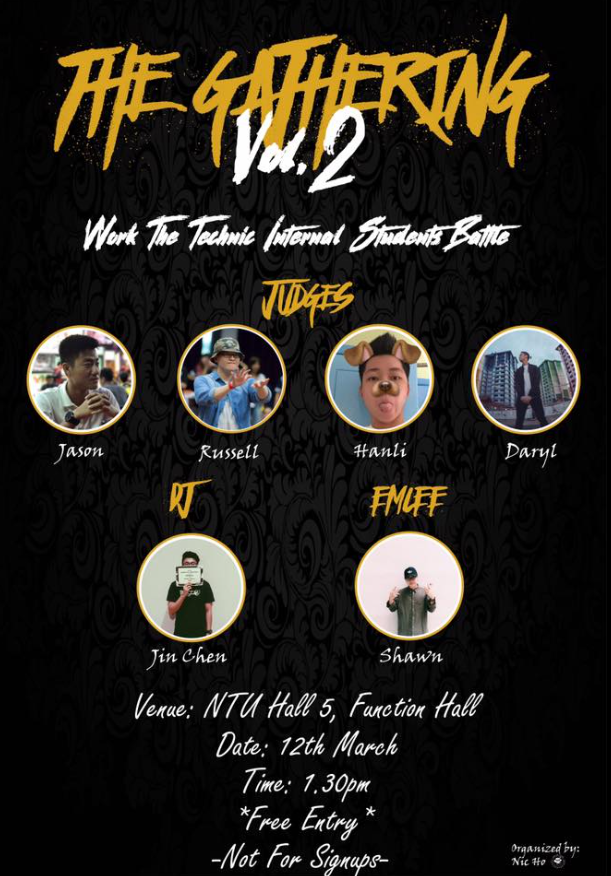 THE GATHERING
Vol. 2
Work The Technic Internal Students Battle
JUDGES
Jason Russell Hanli Daryl
DJ EMCEE
Jin Chen Shawn
Venue: NTU Hall 5, Function Hall
Date: 12th March
Time: 1.30pm
*Free Entry*
-Not For Signups-
Organized by:
Nic Ho